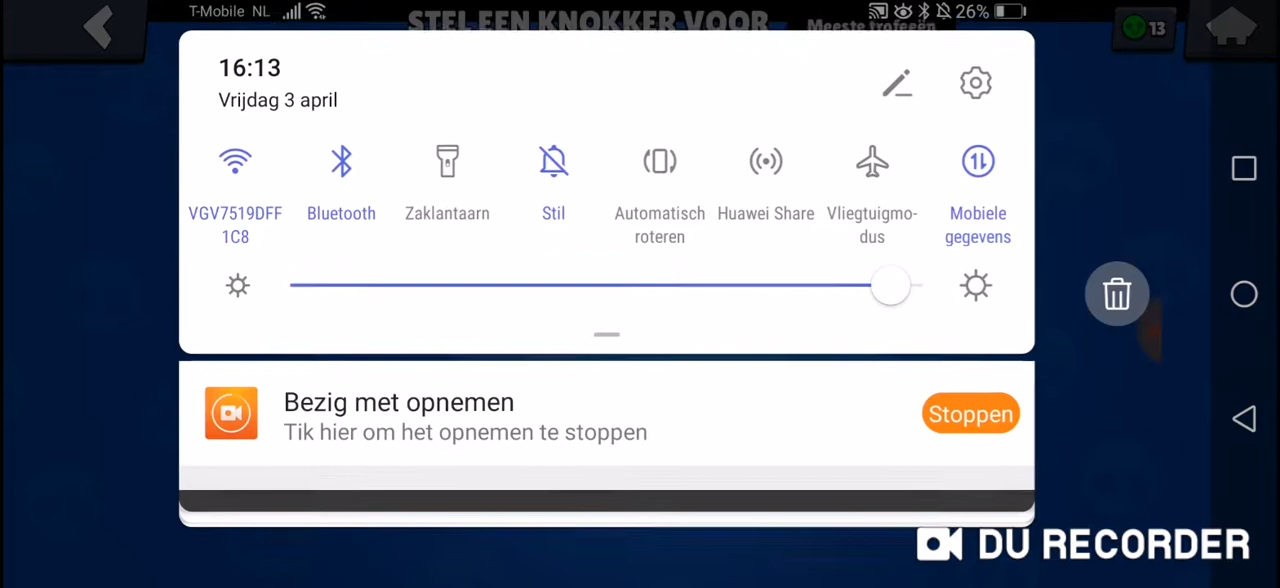 T-Mobile NL
26%
STEL EEN KNOKKER VOOR
Meeste trofeeën
13
16:13
Vrijdag 3 april
VGV7519DFF
1C8
Bluetooth
Zaklantaarn
Stil
Automatisch
roteren
Huawei Share
Vliegtuigmo-
dus
Mobiele
gegevens
Bezig met opnemen
Tik hier om het opnemen te stoppen
Stoppen
DU RECORDER